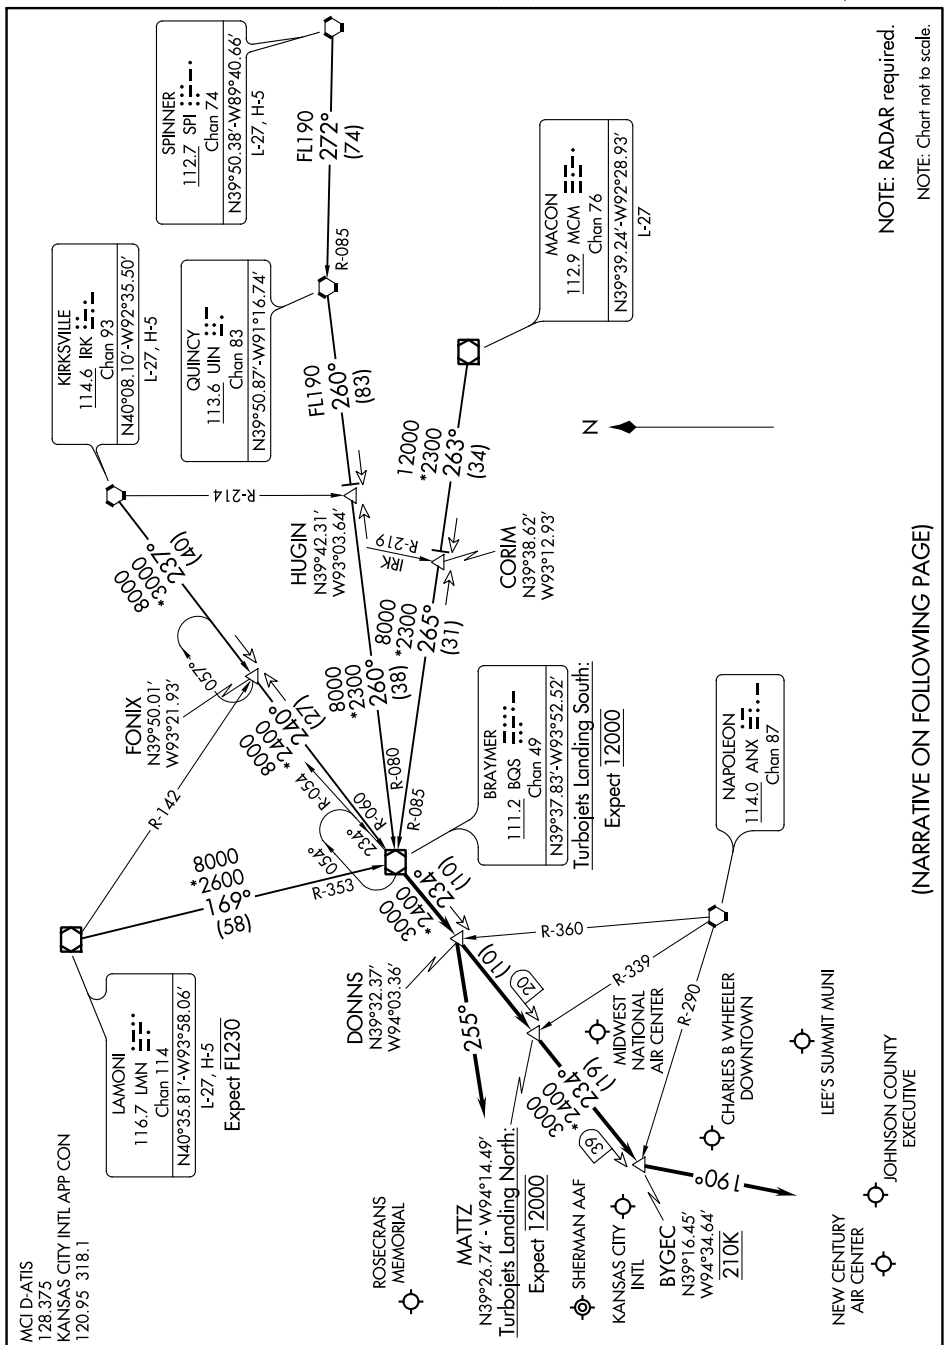 MCI D-ATIS
128.375
KANSAS CITY INTL APP CON
120.95 318.1
LAMONI
116.7 LMN
Chan 114
N40°35.81'-W93°58.06'
L-27, H-5
Expect FL230
8000
*2600
169°
(58)
R-353
R-142
FONIX
N39°50.01'
W93°21.93'
057°
8000
*3000
237°
(40)
KIRKSVILLE
114.6 IRK
Chan 93
N40°08.10'-W92°35.50'
L-27, H-5
R-214
SPINNER
112.7 SPI
Chan 74
N39°50.38'-W89°40.66'
L-27, H-5
FL190
272°
(74)
R-085
QUINCY
113.6 UIN
Chan 83
N39°50.87'-W91°16.74'
FL190
260°
(83)
HUGIN
N39°42.31'
W93°03.64'
8000
*2400
240°
(27)
R-054
R-060
234°
054°
8000
*2300
260°
(38)
R-080
IRK
R-219
CORIM
N39°38.62'
W93°12.93'
12000
*2300
263°
(34)
MACON
112.9 MCM
Chan 76
N39°39.24'-W92°28.93'
L-27
8000
*2300
265°
(31)
R-085
BRAYMER
111.2 BQS
Chan 49
N39°37.83'-W93°52.52'
Turbojets Landing South:
Expect 12000
3000
*2400
234°
(10)
DONNS
N39°32.37'
W94°03.36'
255°
(10)
20
R-360
R-339
R-290
NAPOLEON
114.0 ANX
Chan 87
MATTZ
N39°26.74' - W94°14.49'
Turbojets Landing North:
Expect 12000
3000
*2400
234°
(19)
39
BYGEC
N39°16.45'
W94°34.64'
210K
190°
ROSECRANS
MEMORIAL
SHERMAN AAF
KANSAS CITY
INTL
MIDWEST
NATIONAL
AIR CENTER
CHARLES B WHEELER
DOWNTOWN
LEE'S SUMMIT MUNI
NEW CENTURY
AIR CENTER
JOHNSON COUNTY
EXECUTIVE
N
NOTE: RADAR required.
NOTE: Chart not to scale.
(NARRATIVE ON FOLLOWING PAGE)